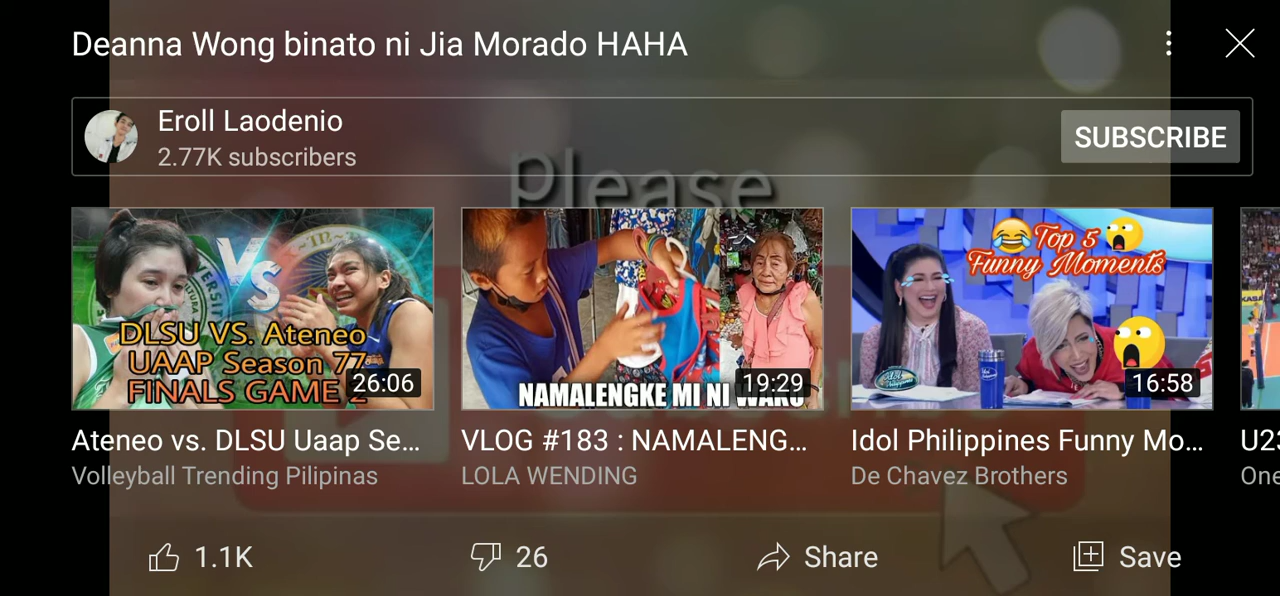 Deanna Wong binato ni Jia Morado HAHA
Eroll Laodenio
2.77K subscribers
SUBSCRIBE
please
VS
DLSU VS. Ateneo
UAAP Season 77
FINALS GAME 2
26:06
NAMALENGKE MI NI WAKU
19:29
Top 5
Funny Moments
16:58
Ateneo vs. DLSU Uaap Se...
VLOG #183 : NAMALENG...
Idol Philippines Funny Mo...
U23
Volleyball Trending Pilipinas
LOLA WENDING
De Chavez Brothers
One
1.1K
26
Share
Save